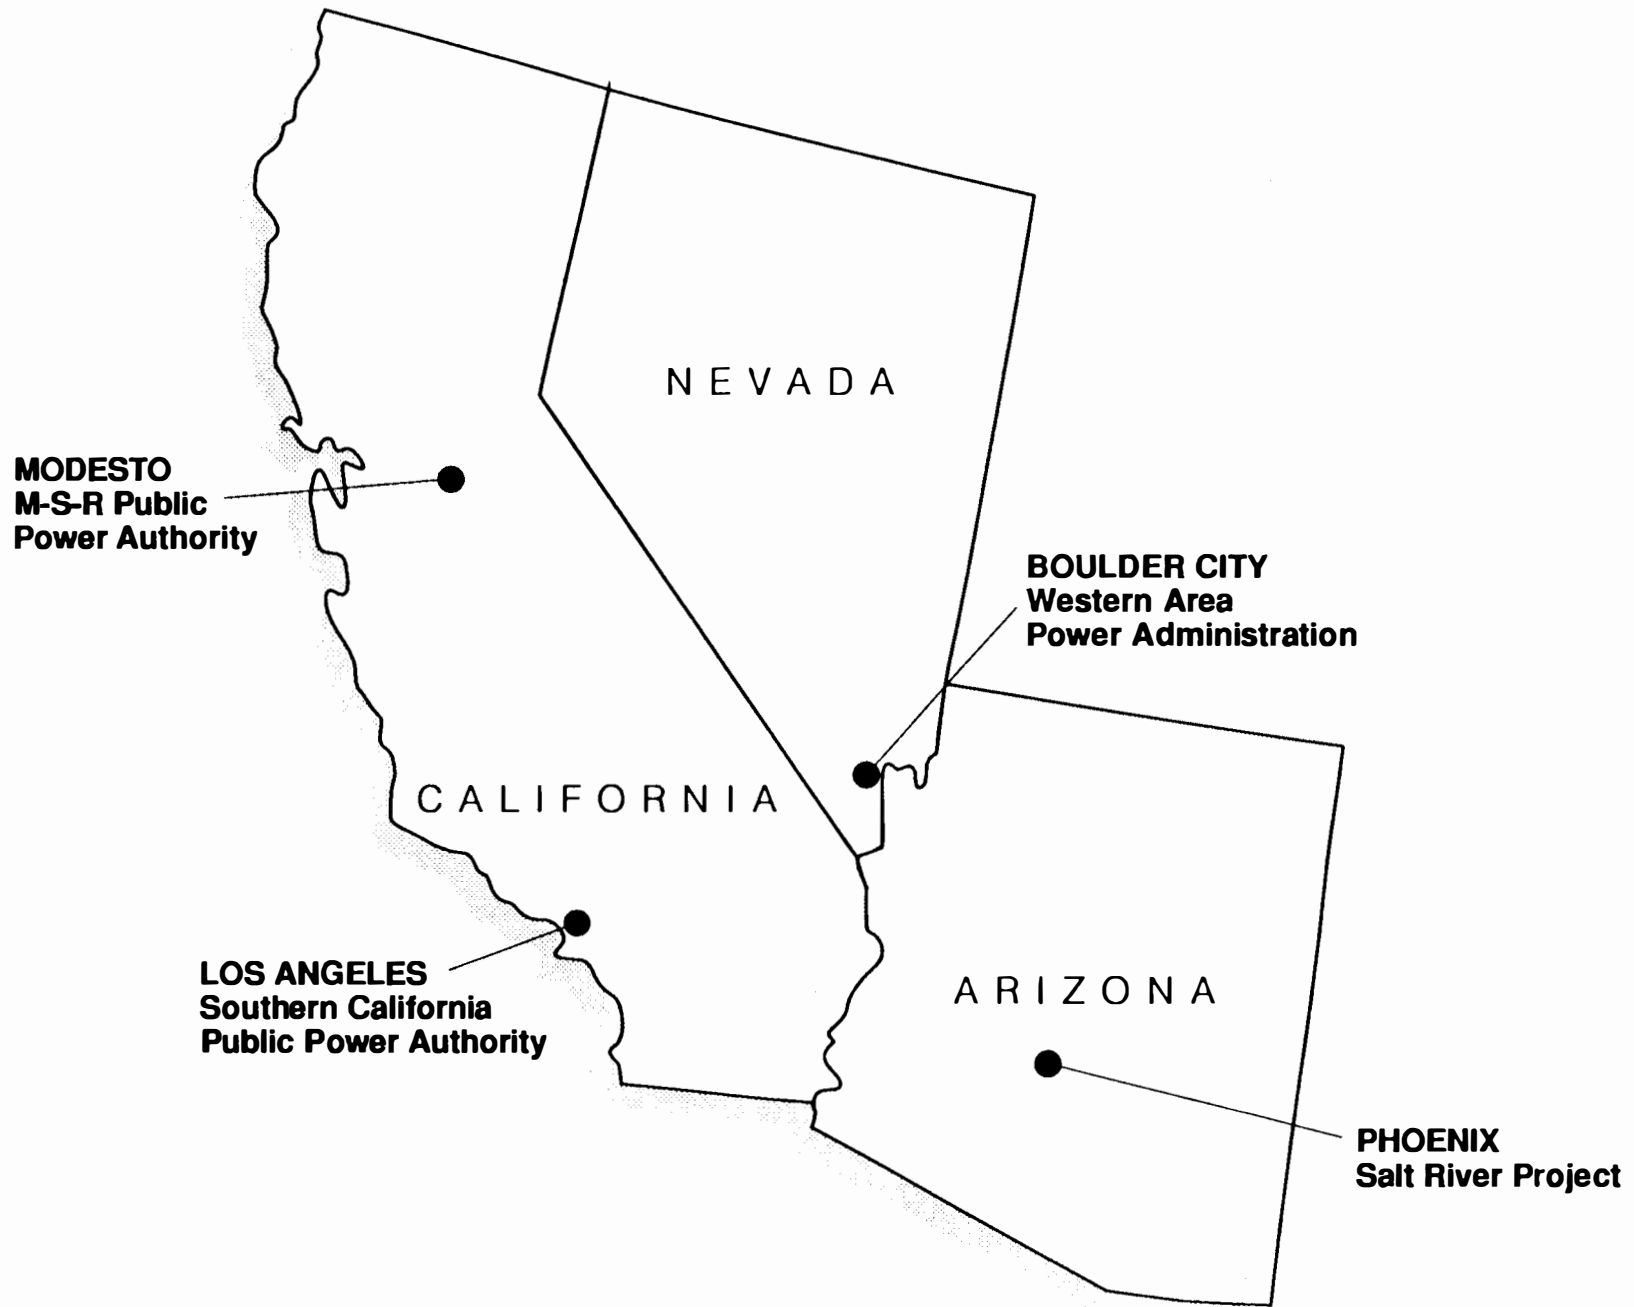 NEVADA
MODESTO
M-S-R Public
Power Authority
BOULDER CITY
Western Area
Power Administration
CALIFORNIA
LOS ANGELES
Southern California
Public Power Authority
ARIZONA
PHOENIX
Salt River Project